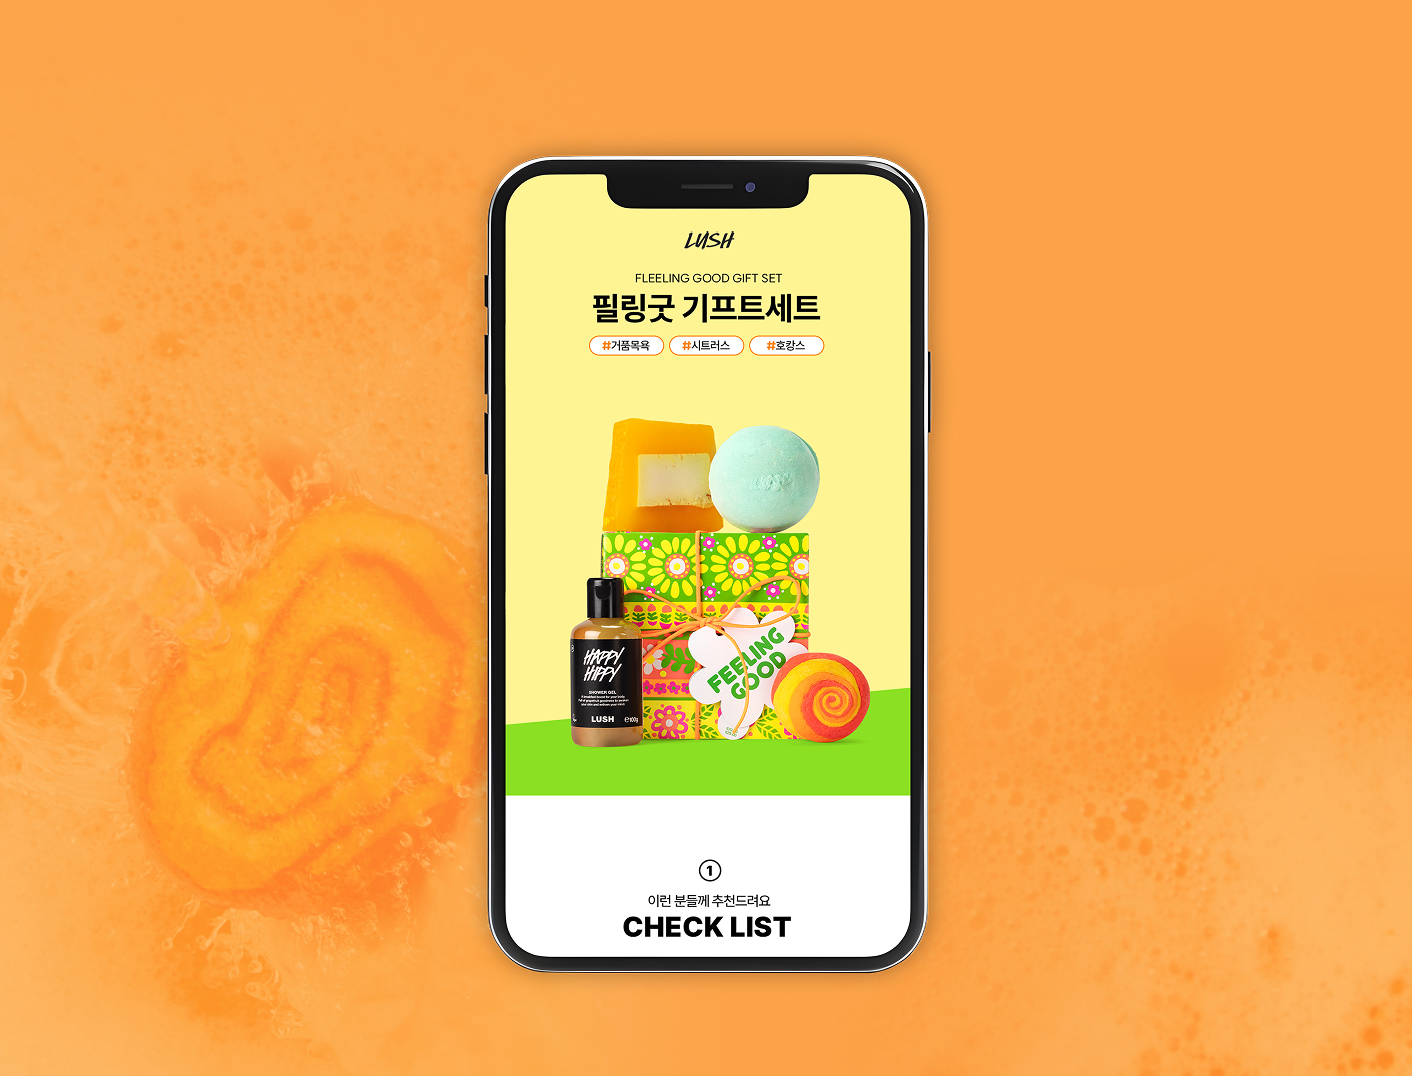 LUSH
FLEELING GOOD GIFT SET
필링굿 기프트세트
#거품목욕 #시트러스 #호캉스
LUSH
FEELING
GOOD
HAPPY
HIPPY
SHOWER GEL
LUSH ℮100g
1
이런 분들께 추천드려요
CHECK LIST